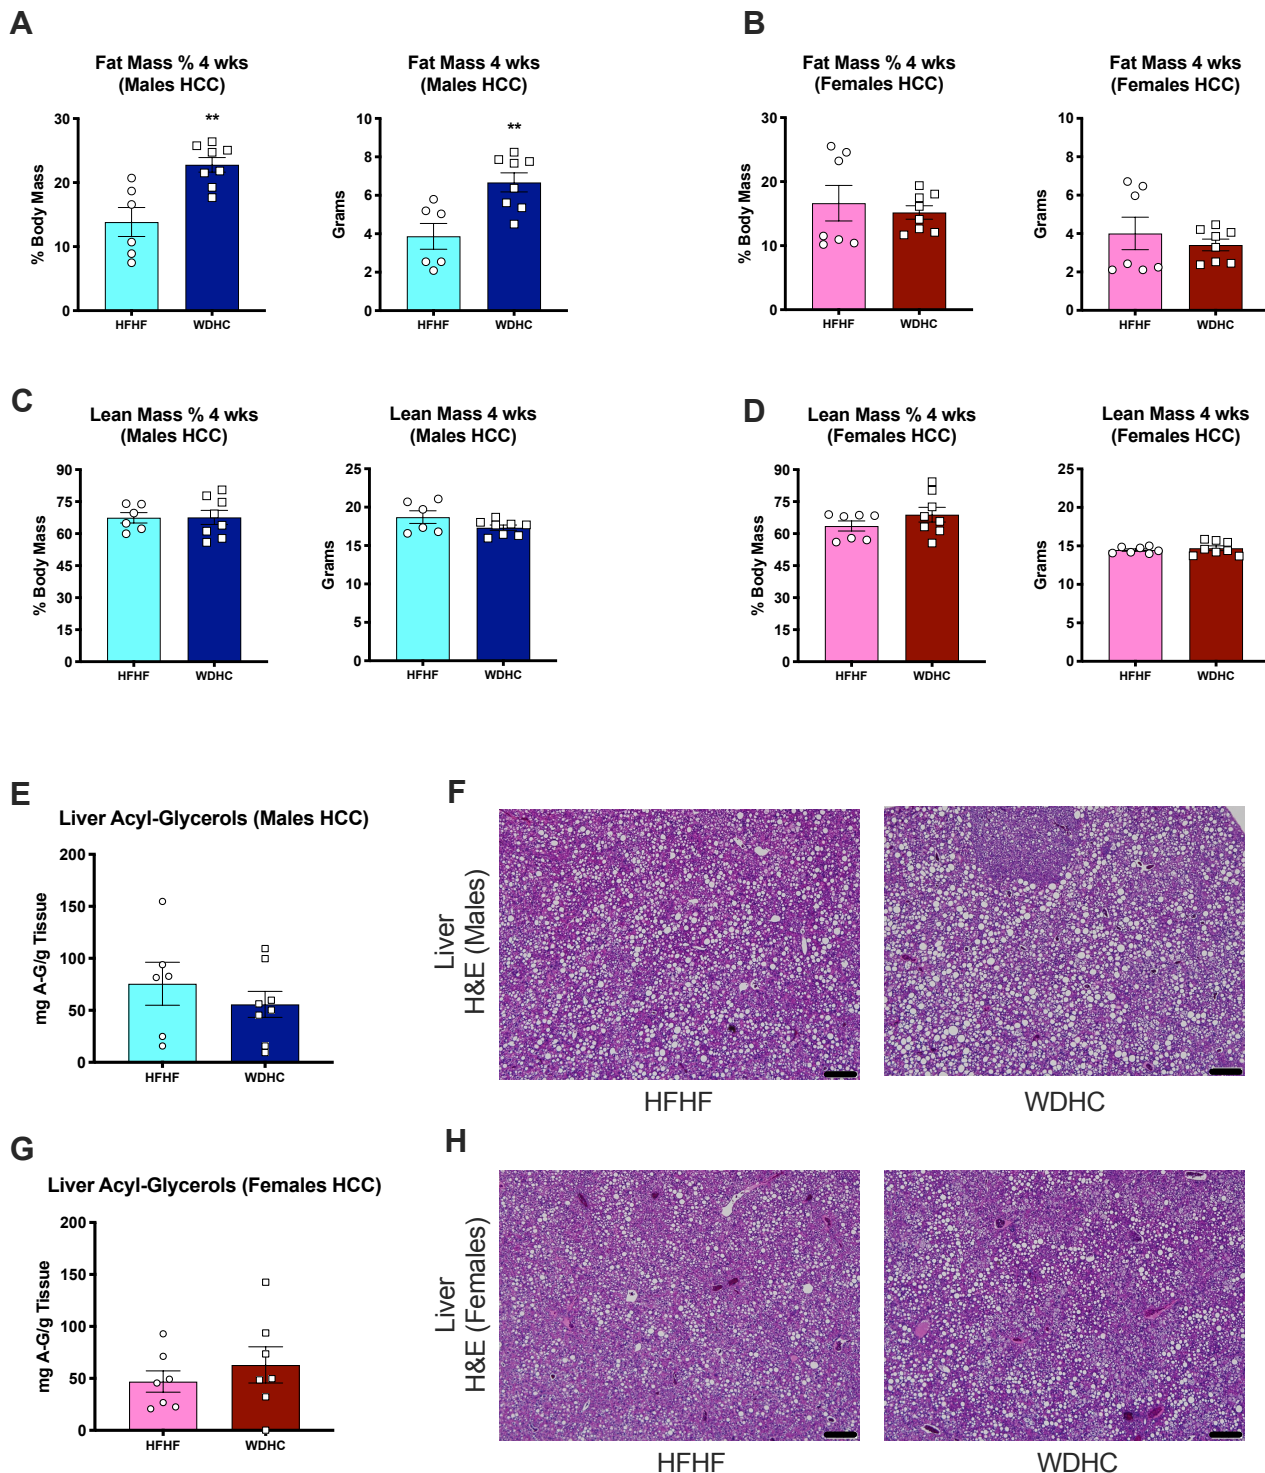 A
Fat Mass % 4 wks
(Males HCC)
% Body Mass
30
20
10
0
**
HFHF
WDHC
Fat Mass 4 wks
(Males HCC)
Grams
10
8
6
4
2
0
**
HFHF
WDHC
B
Fat Mass % 4 wks
(Females HCC)
% Body Mass
30
20
10
0
HFHF
WDHC
Fat Mass 4 wks
(Females HCC)
Grams
10
8
6
4
2
0
HFHF
WDHC
C
Lean Mass % 4 wks
(Males HCC)
% Body Mass
90
75
60
45
30
15
0
HFHF
WDHC
Lean Mass 4 wks
(Males HCC)
Grams
25
20
15
10
5
0
HFHF
WDHC
D
Lean Mass % 4 wks
(Females HCC)
% Body Mass
90
75
60
45
30
15
0
HFHF
WDHC
Lean Mass 4 wks
(Females HCC)
Grams
25
20
15
10
5
0
HFHF
WDHC
E
Liver Acyl-Glycerols (Males HCC)
mg A-G/g Tissue
200
150
100
50
0
HFHF
WDHC
F
Liver
H&E (Males)
HFHF
WDHC
G
Liver Acyl-Glycerols (Females HCC)
mg A-G/g Tissue
200
150
100
50
0
HFHF
WDHC
H
Liver
H&E (Females)
HFHF
WDHC